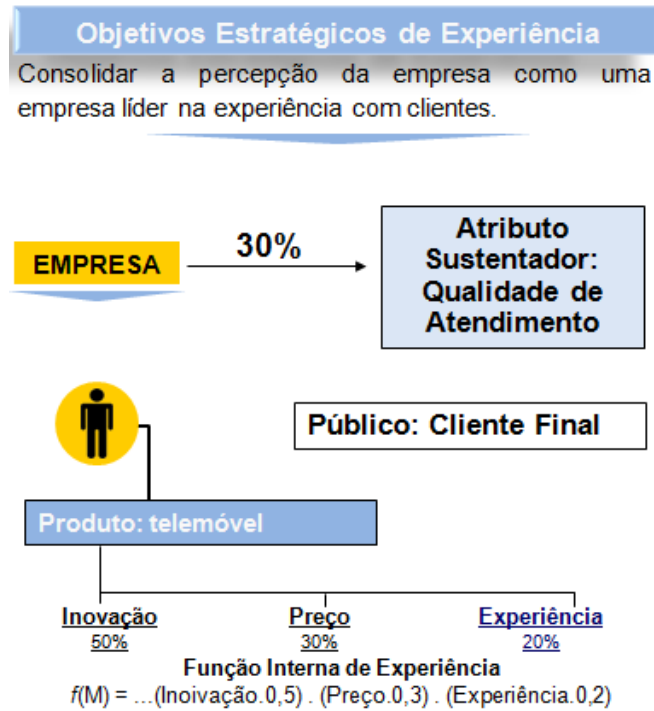 Objetivos Estratégicos de Experiência
Consolidar a percepção da empresa como uma
empresa líder na experiência com clientes.
EMPRESA
30%
Atributo
Sustentador:
Qualidade de
Atendimento
Público: Cliente Final
Produto: telemóvel
Inovação
50%
Preço
30%
Experiência
20%
Função Interna de Experiência
f(M) = ...(Inoivação.0,5) . (Preço.0,3) . (Experiência.0,2)